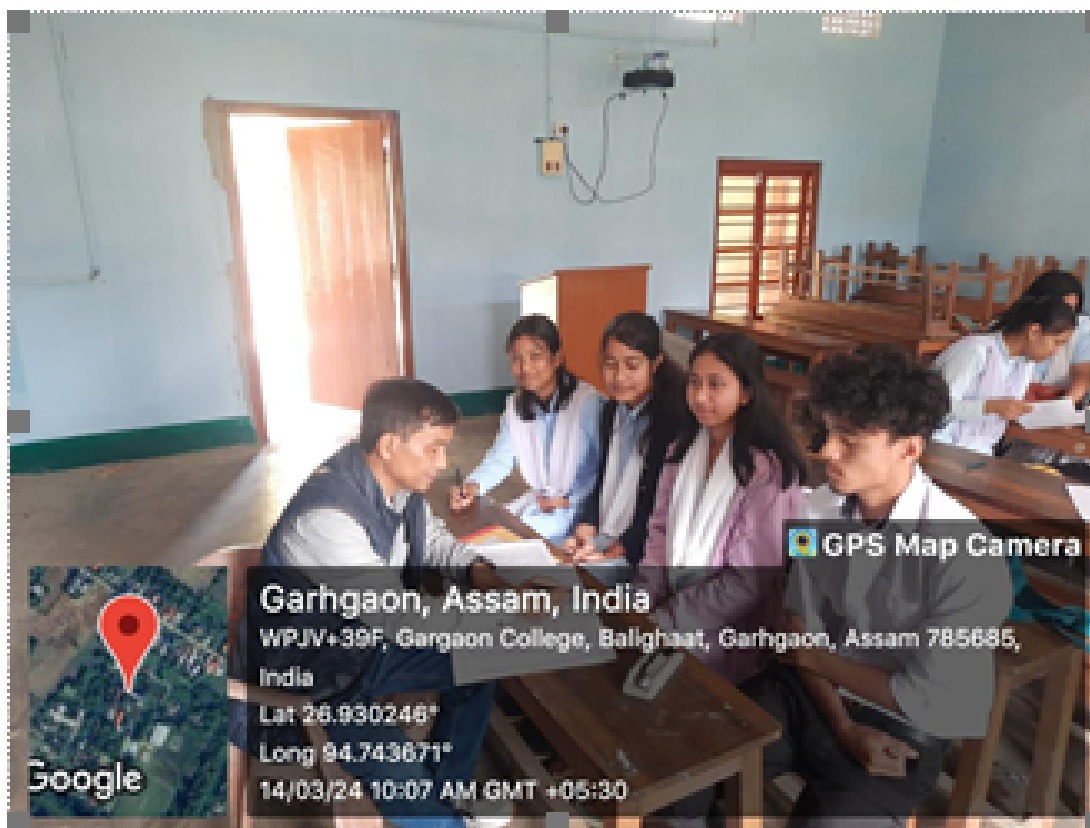 GPS Map Camera
Garhgaon, Assam, India
WPJV+39F, Gargaon College, Balighaat, Garhgaon, Assam 785685,
India
Lat 26.930246°
Long 94.743671°
14/03/24 10:07 AM GMT +05:30
Google